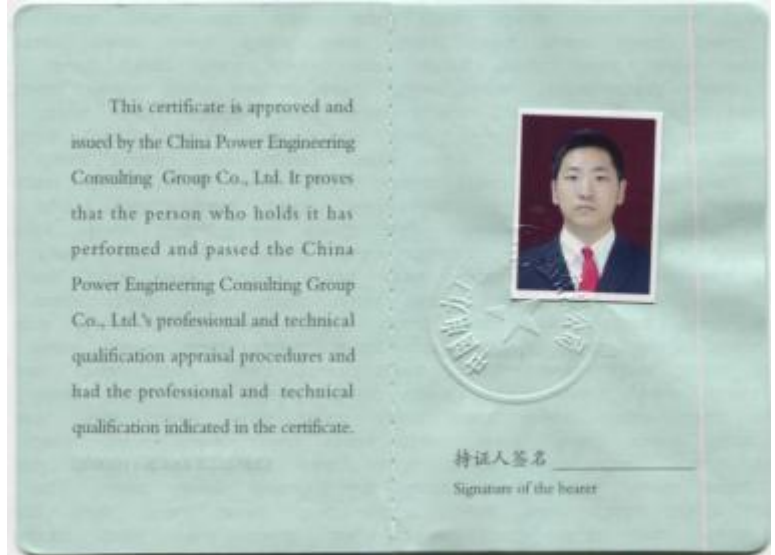 This certificate is approved and
issued by the China Power Engineering
Consulting Group Co., Ltd. It proves
that the person who holds it has
performed and passed the China
Power Engineering Consulting Group
Co., Ltd.'s professional and technical
qualification appraisal procedures and
had the professional and technical
qualification indicated in the certificate.
持证人签名
Signature of the bearer